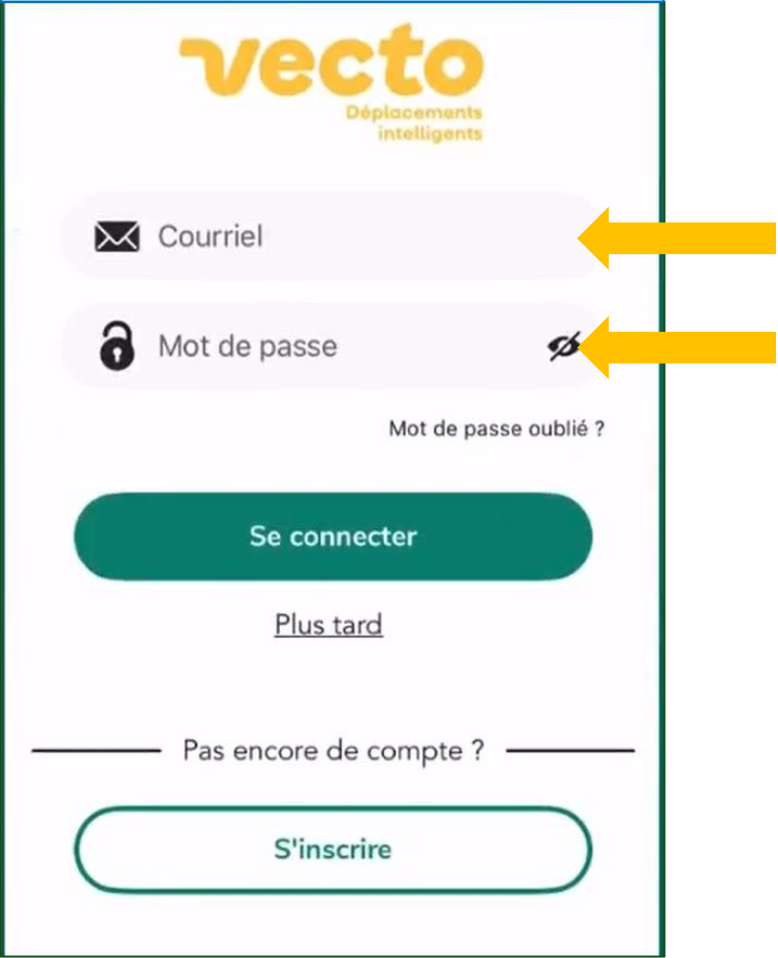 vecto
Déplacements
intelligents
Courriel
Mot de passe
Mot de passe oublié ?
Se connecter
Plus tard
Pas encore de compte ?
S'inscrire